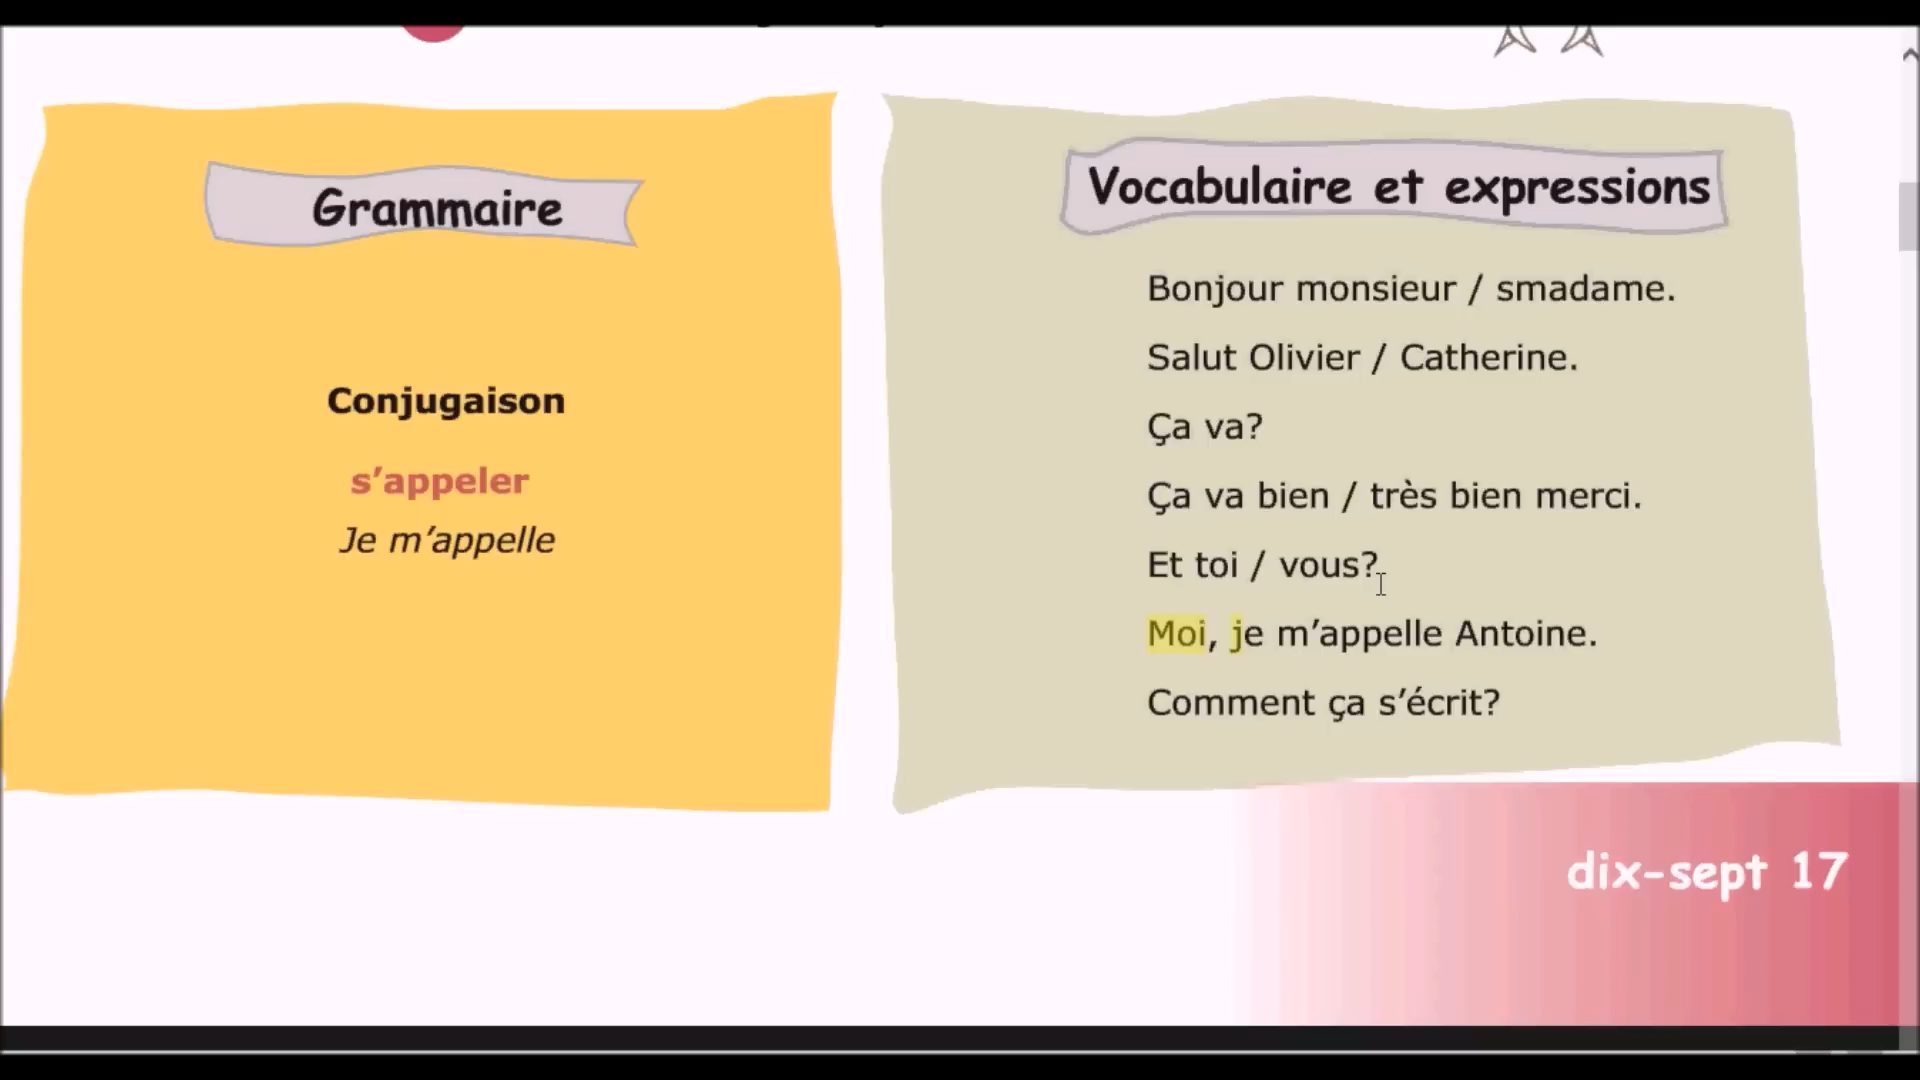 Grammaire
Conjugaison
s’appeler
Je m’appelle
Vocabulaire et expressions
Bonjour monsieur / smadame.
Salut Olivier / Catherine.
Ça va?
Ça va bien / très bien merci.
Et toi / vous?
Moi, je m’appelle Antoine.
Comment ça s’écrit?
dix-sept 17